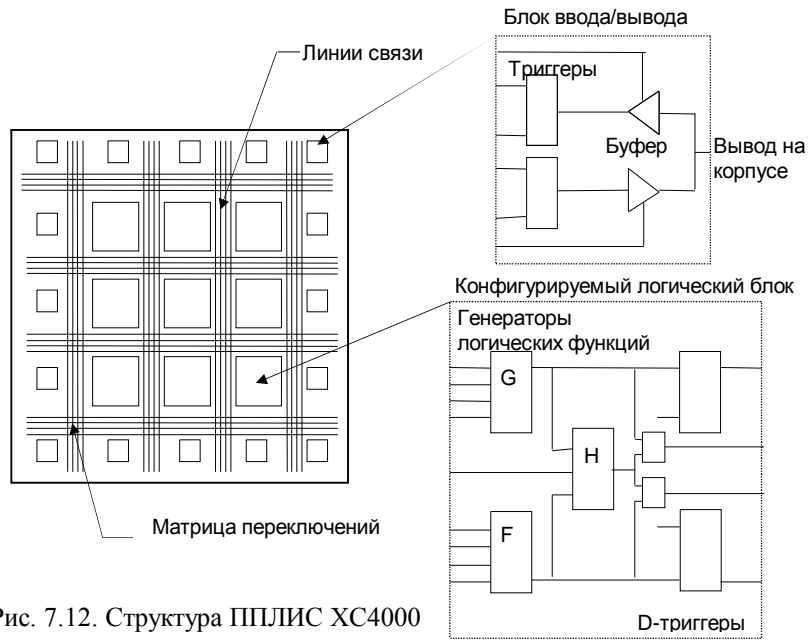 Блок ввода/вывода
Линии связи
Триггеры
Буфер
Вывод на
корпусе
Конфигурируемый логический блок
Генераторы
логических функций
G
H
F
Матрица переключений
D-триггеры
Рис. 7.12. Структура ППЛИС XC4000